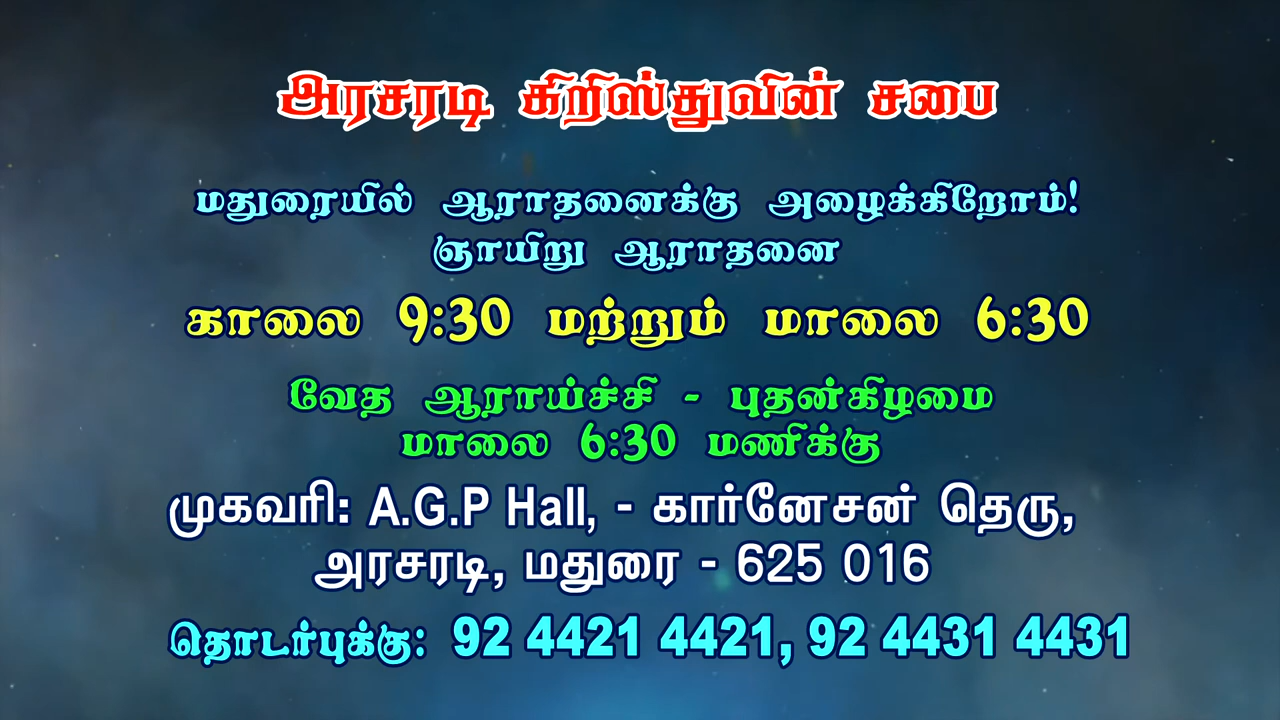 அரசரடி கிறிஸ்துவின் சபை
மதுரையில் ஆராதனைக்கு அழைக்கிறோம்!
ஞாயிறு ஆராதனை
காலை 9:30 மற்றும் மாலை 6:30
வேத ஆராய்ச்சி - புதன்கிழமை
மாலை 6:30 மணிக்கு
முகவரி: A.G.P Hall, - கார்னேசன் தெரு,
அரசரடி, மதுரை - 625 016
தொடர்புக்கு: 92 4421 4421, 92 4431 4431